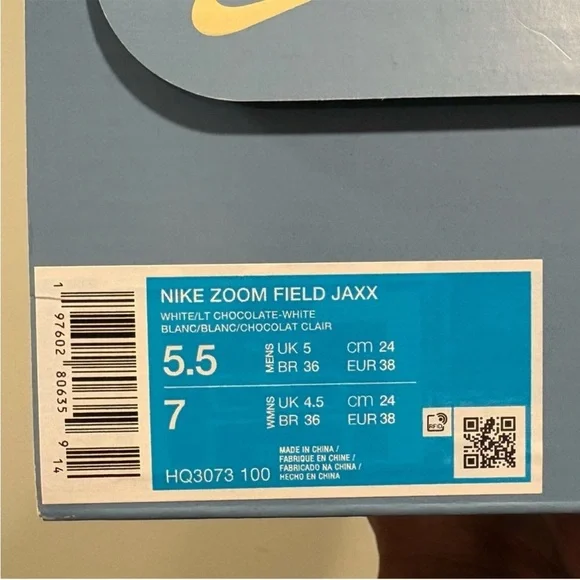 NIKE ZOOM FIELD JAXX
WHITE/LT CHOCOLATE-WHITE
BLANC/BLANC/CHOCOLAT CLAIR
5.5 MENS UK 5 cm 24
BR 36 EUR 38
7 WMNS UK 4.5 cm 24
BR 36 EUR 38
HQ3073 100
MADE IN CHINA /
FABRIQUE EN CHINE /
FABRICADO NA CHINA /
HECHO EN CHINA
RFID
1 97602 80635 9 14